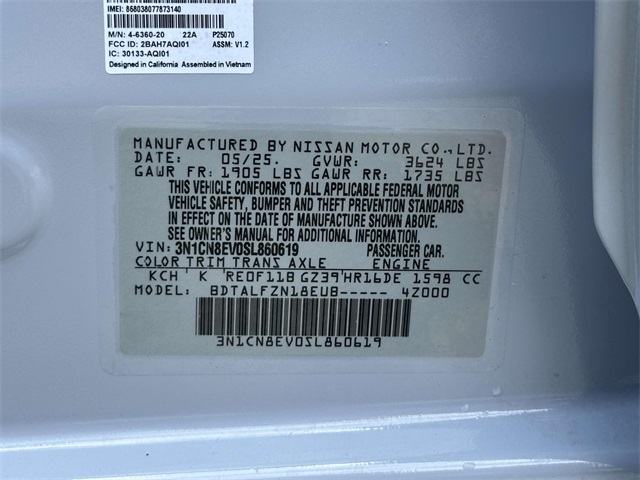 IMEI: 868038077873140
M/N: 4-6360-20 22A P25070
FCC ID: 2BAH7AQI01 ASSM: V1.2
IC: 30133-AQI01
Designed in California Assembled in Vietnam
MANUFACTURED BY NISSAN MOTOR CO.,LTD.
DATE: 05/25. GVWR: 3624 LBS
GAWR FR: 1905 LBS GAWR RR: 1735 LBS
THIS VEHICLE CONFORMS TO ALL APPLICABLE FEDERAL MOTOR
VEHICLE SAFETY, BUMPER AND THEFT PREVENTION STANDARDS
IN EFFECT ON THE DATE OF MANUFACTURE SHOWN ABOVE.
SEE OWNER'S MANUAL FOR ADDITIONAL INFORMATION.
VIN: 3N1CN8EV0SL860619 PASSENGER CAR.
COLOR TRIM TRANS AXLE ENGINE
KCH ' K 'RE0F11B GZ39'HR16DE 1598 CC
MODEL: BDTALFZN18EUB----- 4Z000
3N1CN8EV0SL860619